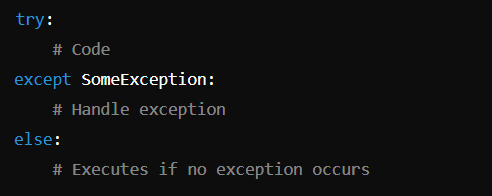 try:
    # Code
except SomeException:
    # Handle exception
else:
    # Executes if no exception occurs